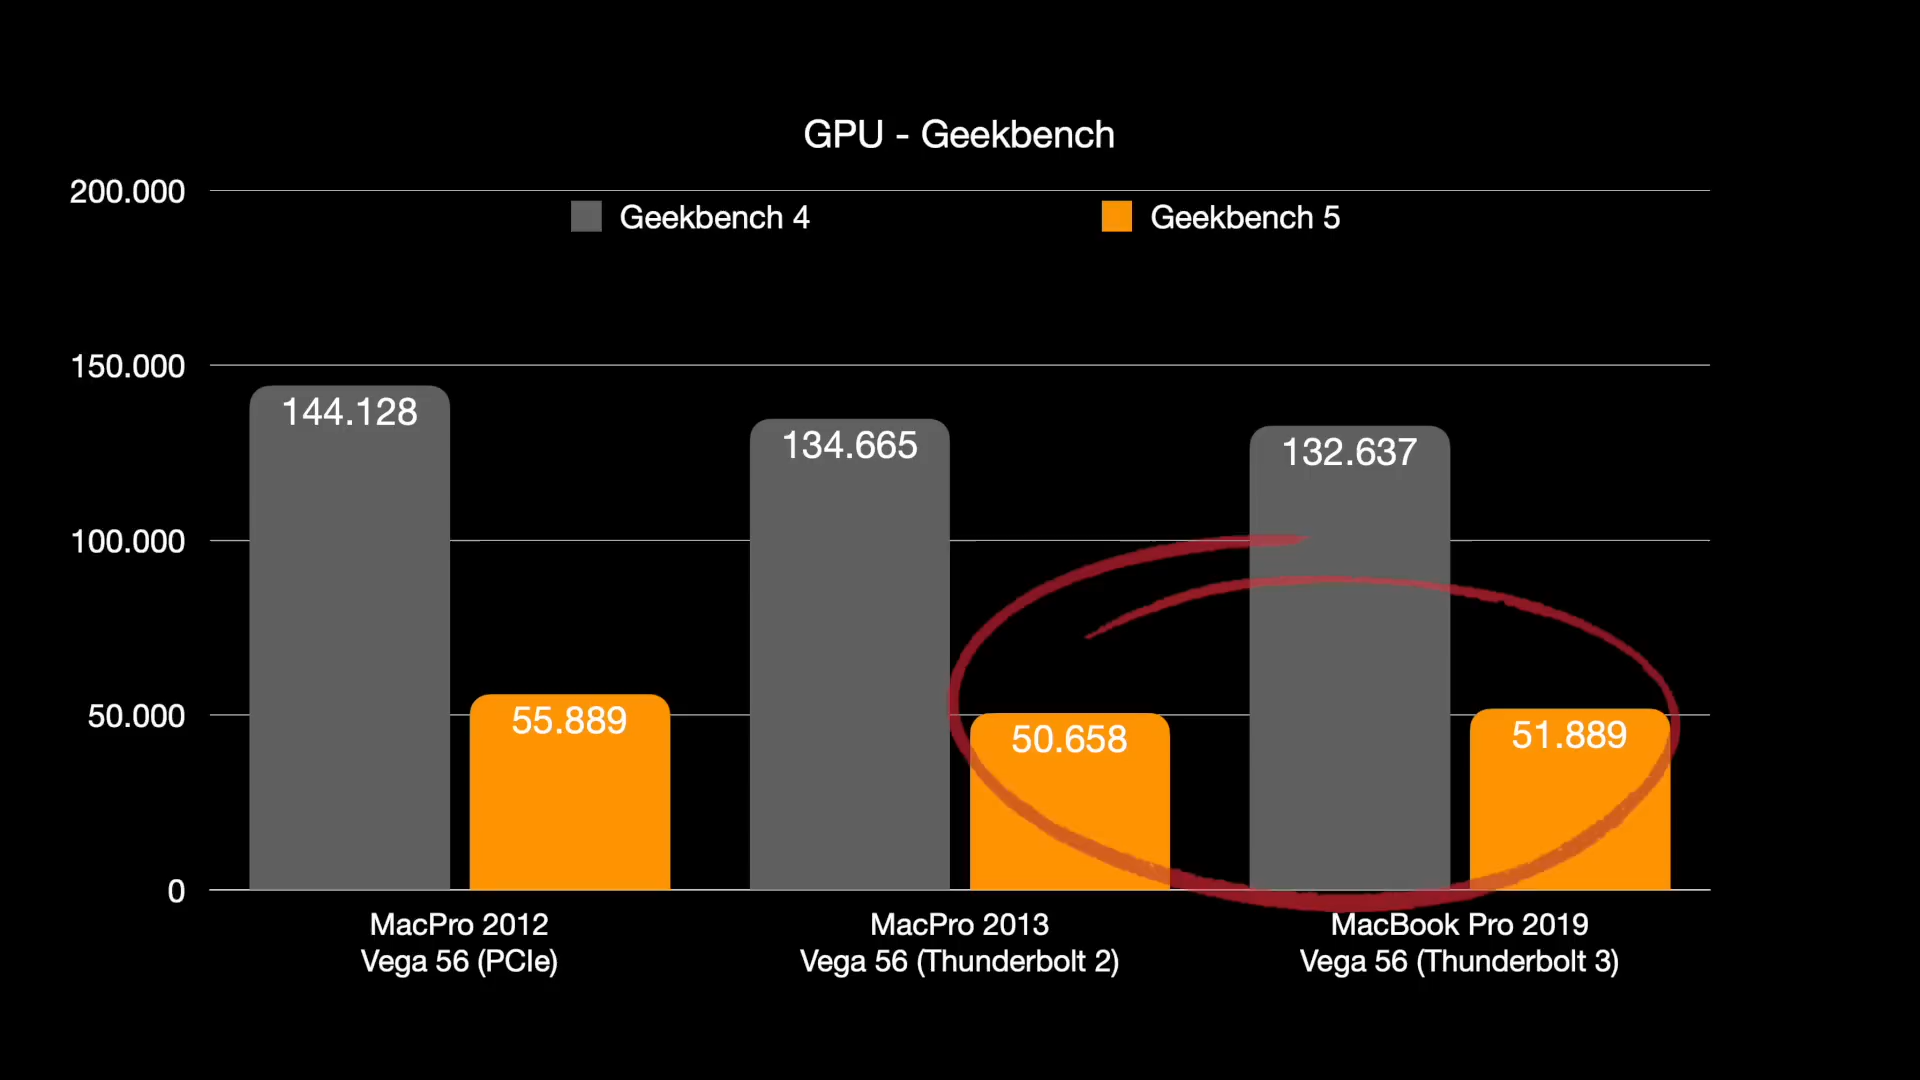 GPU - Geekbench
200.000
Geekbench 4
Geekbench 5
150.000
144.128
134.665
132.637
100.000
50.000
55.889
50.658
51.889
0
MacPro 2012
Vega 56 (PCIe)
MacPro 2013
Vega 56 (Thunderbolt 2)
MacBook Pro 2019
Vega 56 (Thunderbolt 3)